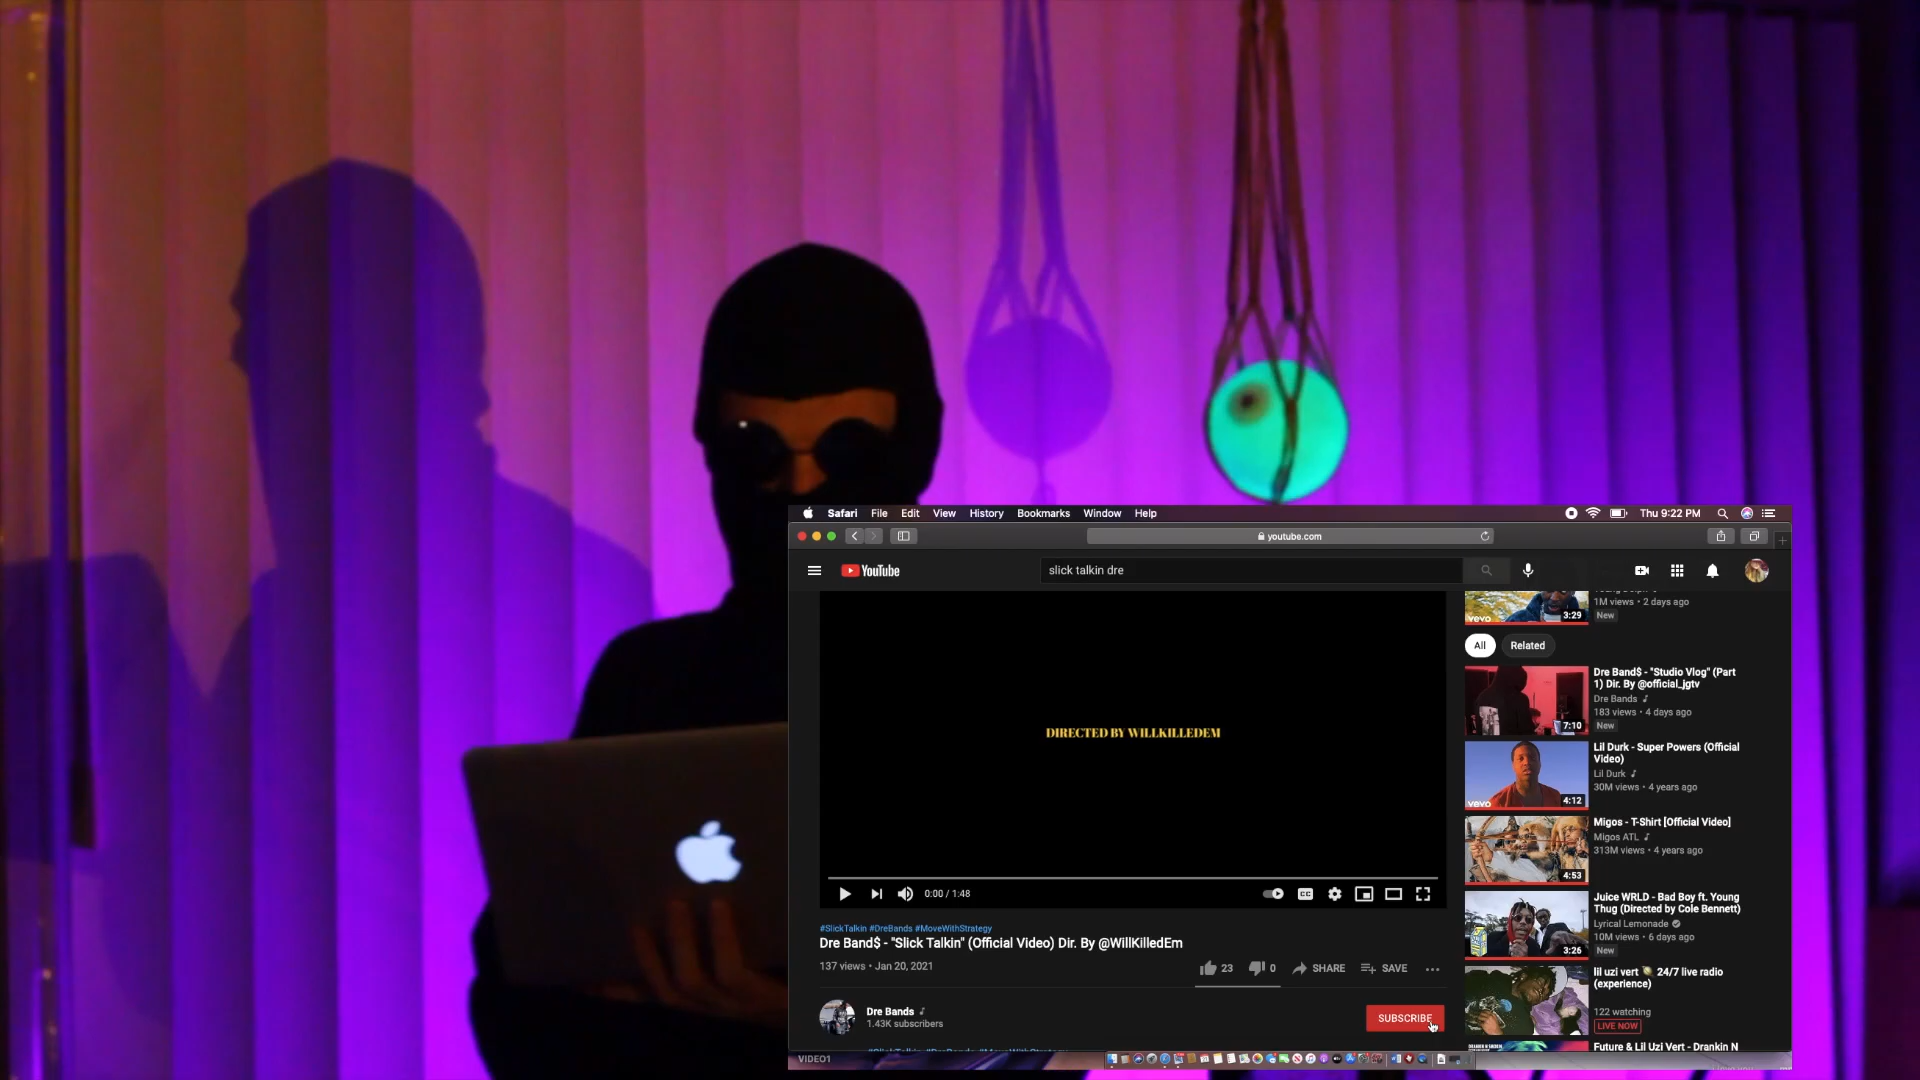 Safari File Edit View History Bookmarks Window Help
Thu 9:22 PM
youtube.com
YouTube
slick talkin dre
1M views • 2 days ago
3:29
vevo
New
All Related
DIRECTED BY WILLKILLEDEM
Dre Band$ - "Studio Vlog" (Part
1) Dir. By @official_jgtv
Dre Bands
183 views • 4 days ago
7:10
New
Lil Durk - Super Powers (Official
Video)
Lil Durk
30M views • 4 years ago
4:12
vevo
Migos - T-Shirt [Official Video]
Migos ATL
313M views • 4 years ago
4:53
Juice WRLD - Bad Boy ft. Young
Thug (Directed by Cole Bennett)
Lyrical Lemonade
10M views • 6 days ago
3:26
New
lil uzi vert 24/7 live radio
(experience)
122 watching
LIVE NOW
Future & Lil Uzi Vert - Drankin N
0:00 / 1:48
CC
#SlickTalkin #DreBands #MoveWithStrategy
Dre Band$ - "Slick Talkin" (Official Video) Dir. By @WillKilledEm
137 views • Jan 20, 2021
23 0 SHARE SAVE
Dre Bands
1.43K subscribers
SUBSCRIBE
VIDEO1